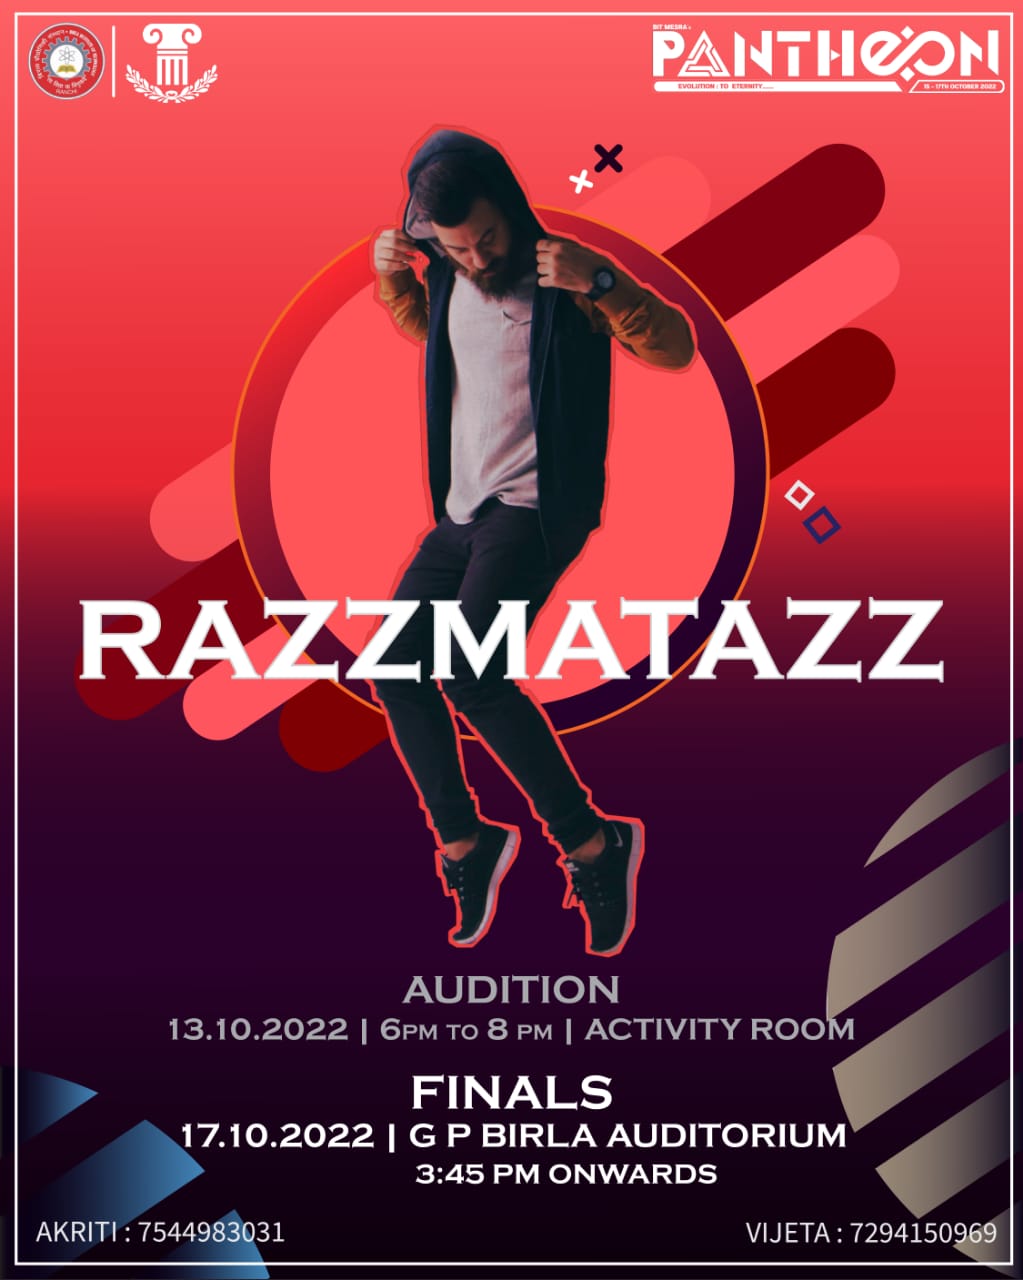 RANCHI
BIT MESRA's
PANTHEON
EVOLUTION : TO ETERNITY.....
15 - 17TH OCTOBER 2022
RAZZMATAZZ
AUDITION
13.10.2022 | 6PM TO 8 PM | ACTIVITY ROOM
FINALS
17.10.2022 | G P BIRLA AUDITORIUM
3:45 PM ONWARDS
AKRITI : 7544983031
VIJETA : 7294150969